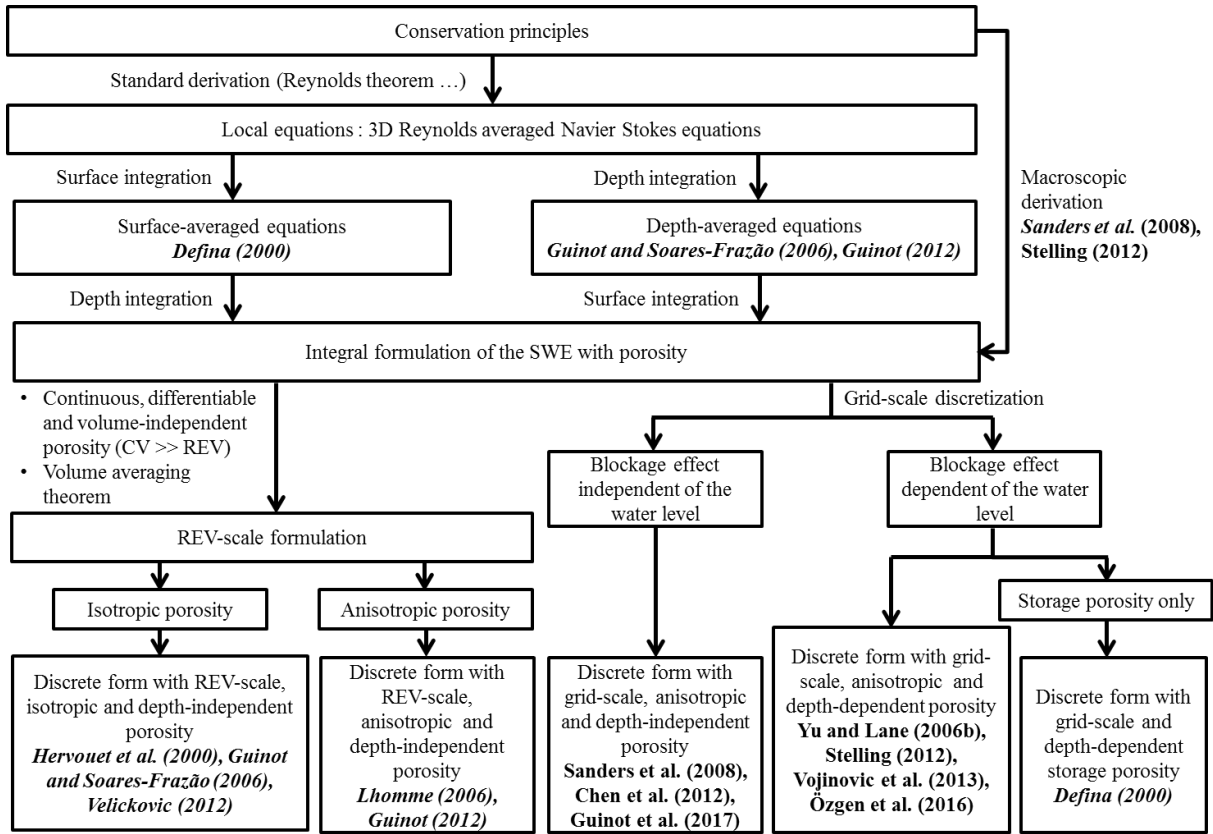 Conservation principles
Standard derivation (Reynolds theorem …)
Local equations : 3D Reynolds averaged Navier Stokes equations
Surface integration
Depth integration
Macroscopic
derivation
Sanders et al. (2008),
Stelling (2012)
Surface-averaged equations
Defina (2000)
Depth-averaged equations
Guinot and Soares-Frazão (2006), Guinot (2012)
Depth integration
Surface integration
Integral formulation of the SWE with porosity
• Continuous, differentiable
and volume-independent
porosity (CV >> REV)
• Volume averaging
theorem
Grid-scale discretization
Blockage effect
independent of the
water level
Blockage effect
dependent of the water
level
REV-scale formulation
Isotropic porosity
Anisotropic porosity
Storage porosity only
Discrete form with REV-scale,
isotropic and depth-independent
porosity
Hervouet et al. (2000), Guinot
and Soares-Frazão (2006),
Velickovic (2012)
Discrete form with
REV-scale,
anisotropic and
depth-independent
porosity
Lhomme (2006),
Guinot (2012)
Discrete form with
grid-scale, anisotropic
and depth-independent
porosity
Sanders et al. (2008),
Chen et al. (2012),
Guinot et al. (2017)
Discrete form with grid-
scale, anisotropic and
depth-dependent porosity
Yu and Lane (2006b),
Stelling (2012),
Vojinovic et al. (2013),
Özgen et al. (2016)
Discrete form with
grid-scale and
depth-dependent
storage porosity
Defina (2000)